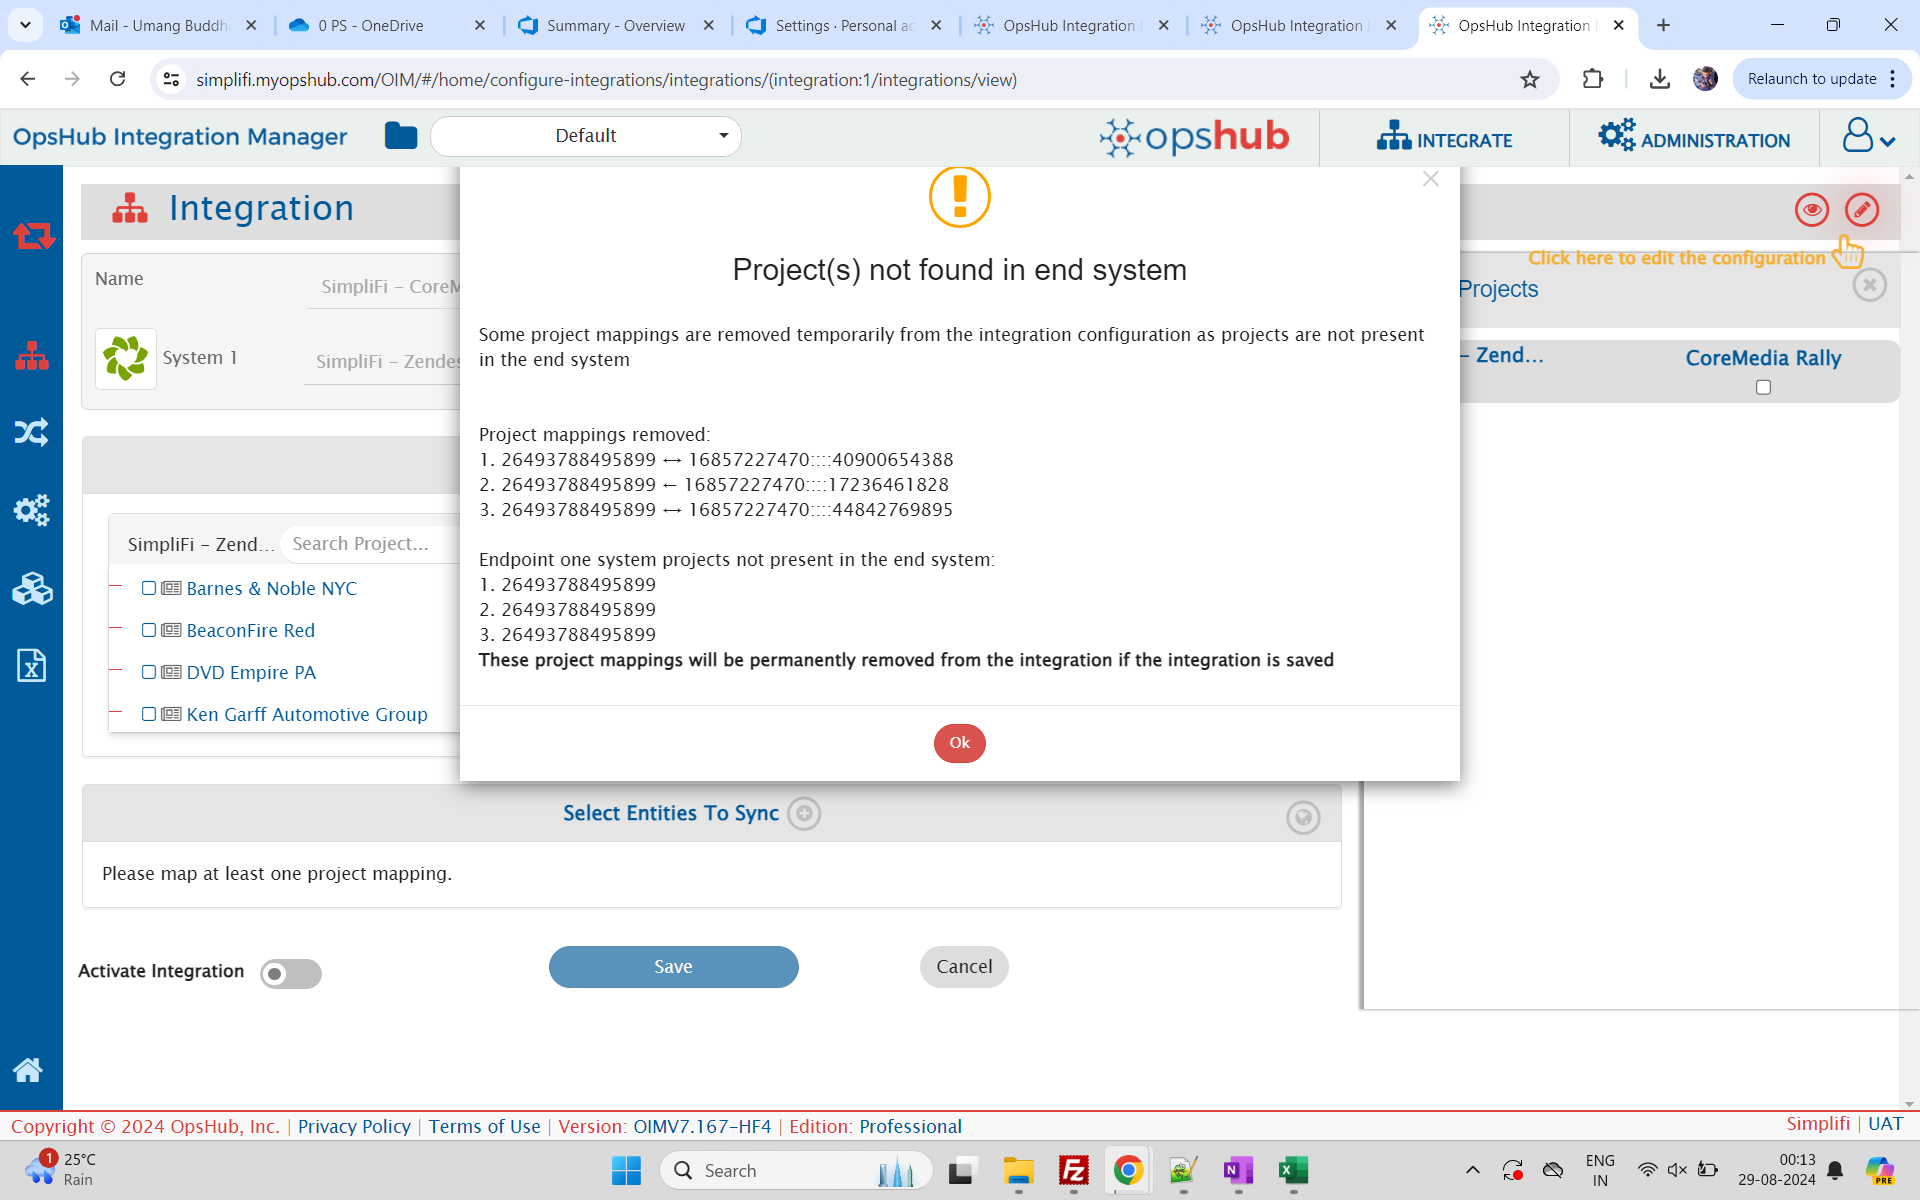 Mail - Umang Buddh
0 PS - OneDrive
Summary - Overview
Settings · Personal ac
OpsHub Integration
OpsHub Integration
OpsHub Integration
simplifi.myopshub.com/OIM/#/home/configure-integrations/integrations/(integration:1/integrations/view)
Relaunch to update
OpsHub Integration Manager
Default
opshub
INTEGRATE
ADMINISTRATION
Integration
Click here to edit the configuration
Name
SimpliFi - CoreM
System 1
SimpliFi - Zendes
Projects
- Zend...
CoreMedia Rally
Project(s) not found in end system
Some project mappings are removed temporarily from the integration configuration as projects are not present
in the end system
Project mappings removed:
1. 26493788495899 ↔ 16857227470::::40900654388
2. 26493788495899 ← 16857227470::::17236461828
3. 26493788495899 ↔ 16857227470::::44842769895
Endpoint one system projects not present in the end system:
1. 26493788495899
2. 26493788495899
3. 26493788495899
These project mappings will be permanently removed from the integration if the integration is saved
Ok
SimpliFi - Zend...
Search Project...
Barnes & Noble NYC
BeaconFire Red
DVD Empire PA
Ken Garff Automotive Group
Select Entities To Sync
Please map at least one project mapping.
Activate Integration
Save
Cancel
Copyright © 2024 OpsHub, Inc. | Privacy Policy | Terms of Use | Version: OIMV7.167-HF4 | Edition: Professional
Simplifi | UAT
1
25°C
Rain
Search
ENG
IN
00:13
29-08-2024
PRE